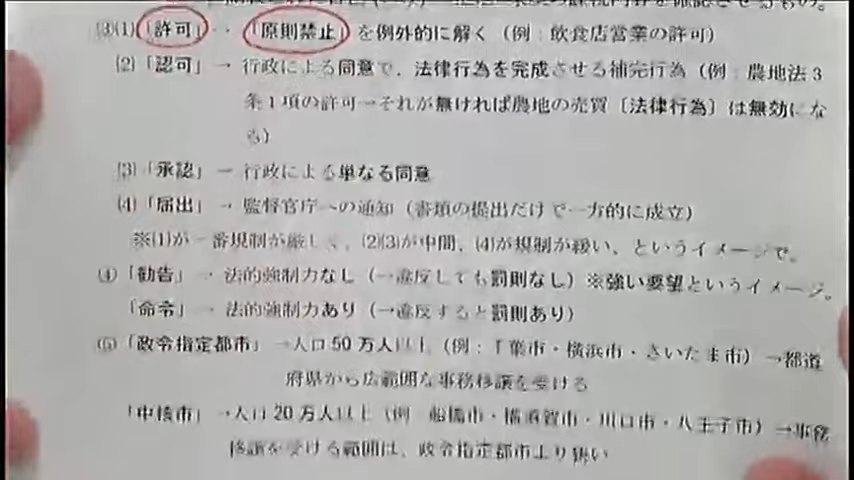 を確認させるもの。
(3)(1)「許可」…「原則禁止」を例外的に解く（例：飲食店営業の許可）
(2)「認可」→ 行政による同意で、法律行為を完成させる補完行為（例：農地法3
条1項の許可→それが無ければ農地の売買〔法律行為〕は無効にな
る）
(3)「承認」→ 行政による単なる同意
(4)「届出」→ 監督官庁への通知（書類の提出だけで一方的に成立）
※(1)が一番規制が厳しく、(2)(3)が中間、(4)が規制が緩い、というイメージで。
(4)「勧告」→ 法的強制力なし（→違反しても罰則なし）※強い要望というイメージ。
「命令」→ 法的強制力あり（→違反すると罰則あり）
(5)「政令指定都市」→人口50万人以上（例：千葉市・横浜市・さいたま市）→都道
府県から広範囲な事務移譲を受ける
「中核市」→人口20万人以上（例 船橋市・横須賀市・川口市・八王子市）→事務
移譲を受ける範囲は、政令指定都市より狭い